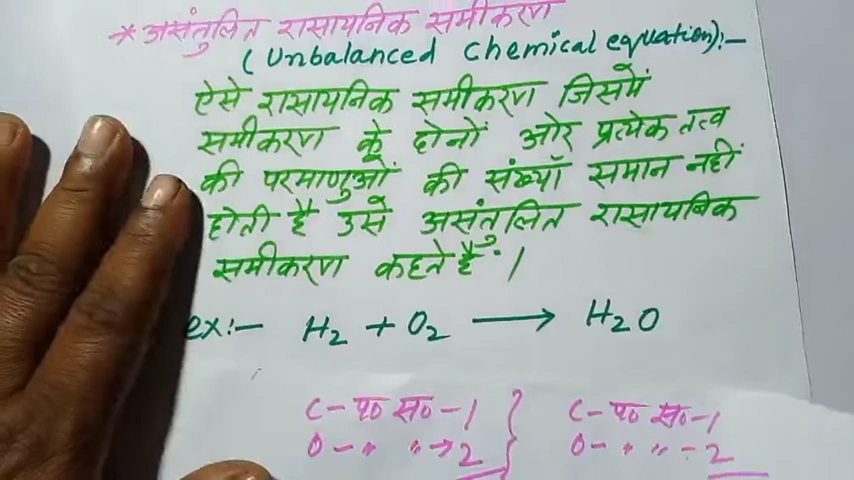 * असंतुलित रासायनिक समीकरण
(Unbalanced Chemical equation):-
ऐसे रासायनिक समीकरण जिसमें
समीकरण के दोनों ओर प्रत्येक तत्व
की परमाणुओं की संख्याँ समान नहीं
होती है उसे असंतुलित रासायनिक
समीकरण कहते है ।
ex:- H₂ + O₂ ⟶ H₂O
C - प० स० - 1 } C - प० स० - 1
O - " " → 2 } O - " " - 2